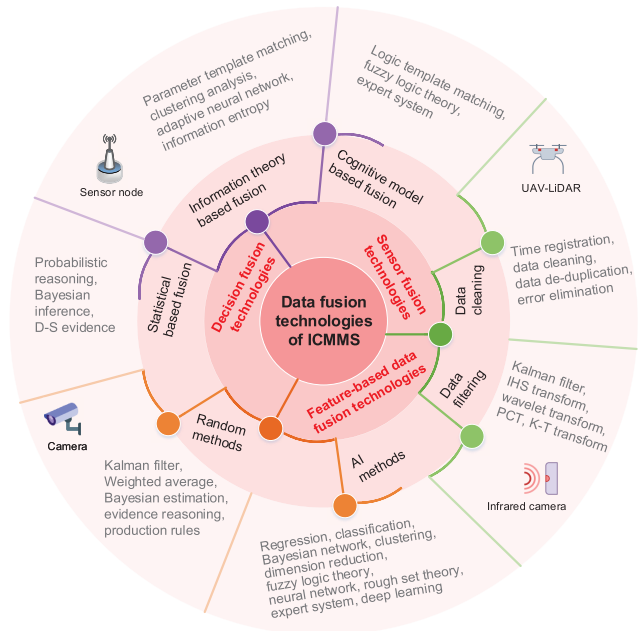 Data fusion
technologies
of ICMMS
Decision fusion
technologies
Sensor fusion
technologies
Feature-based data
fusion technologies
Information theory
based fusion
Cognitive model
based fusion
Data
cleaning
Data
filtering
AI
methods
Random
methods
Statistical
based fusion
Parameter template matching,
clustering analysis,
adaptive neural network,
information entropy
Logic template matching,
fuzzy logic theory,
expert system
UAV-LiDAR
Time registration,
data cleaning,
data de-duplication,
error elimination
Kalman filter,
IHS transform,
wavelet transform,
PCT, K-T transform
Infrared camera
Regression, classification,
Bayesian network, clustering,
dimension reduction,
fuzzy logic theory,
neural network, rough set theory,
expert system, deep learning
Kalman filter,
Weighted average,
Bayesian estimation,
evidence reasoning,
production rules
Camera
Probabilistic
reasoning,
Bayesian
inference,
D-S evidence
Sensor node